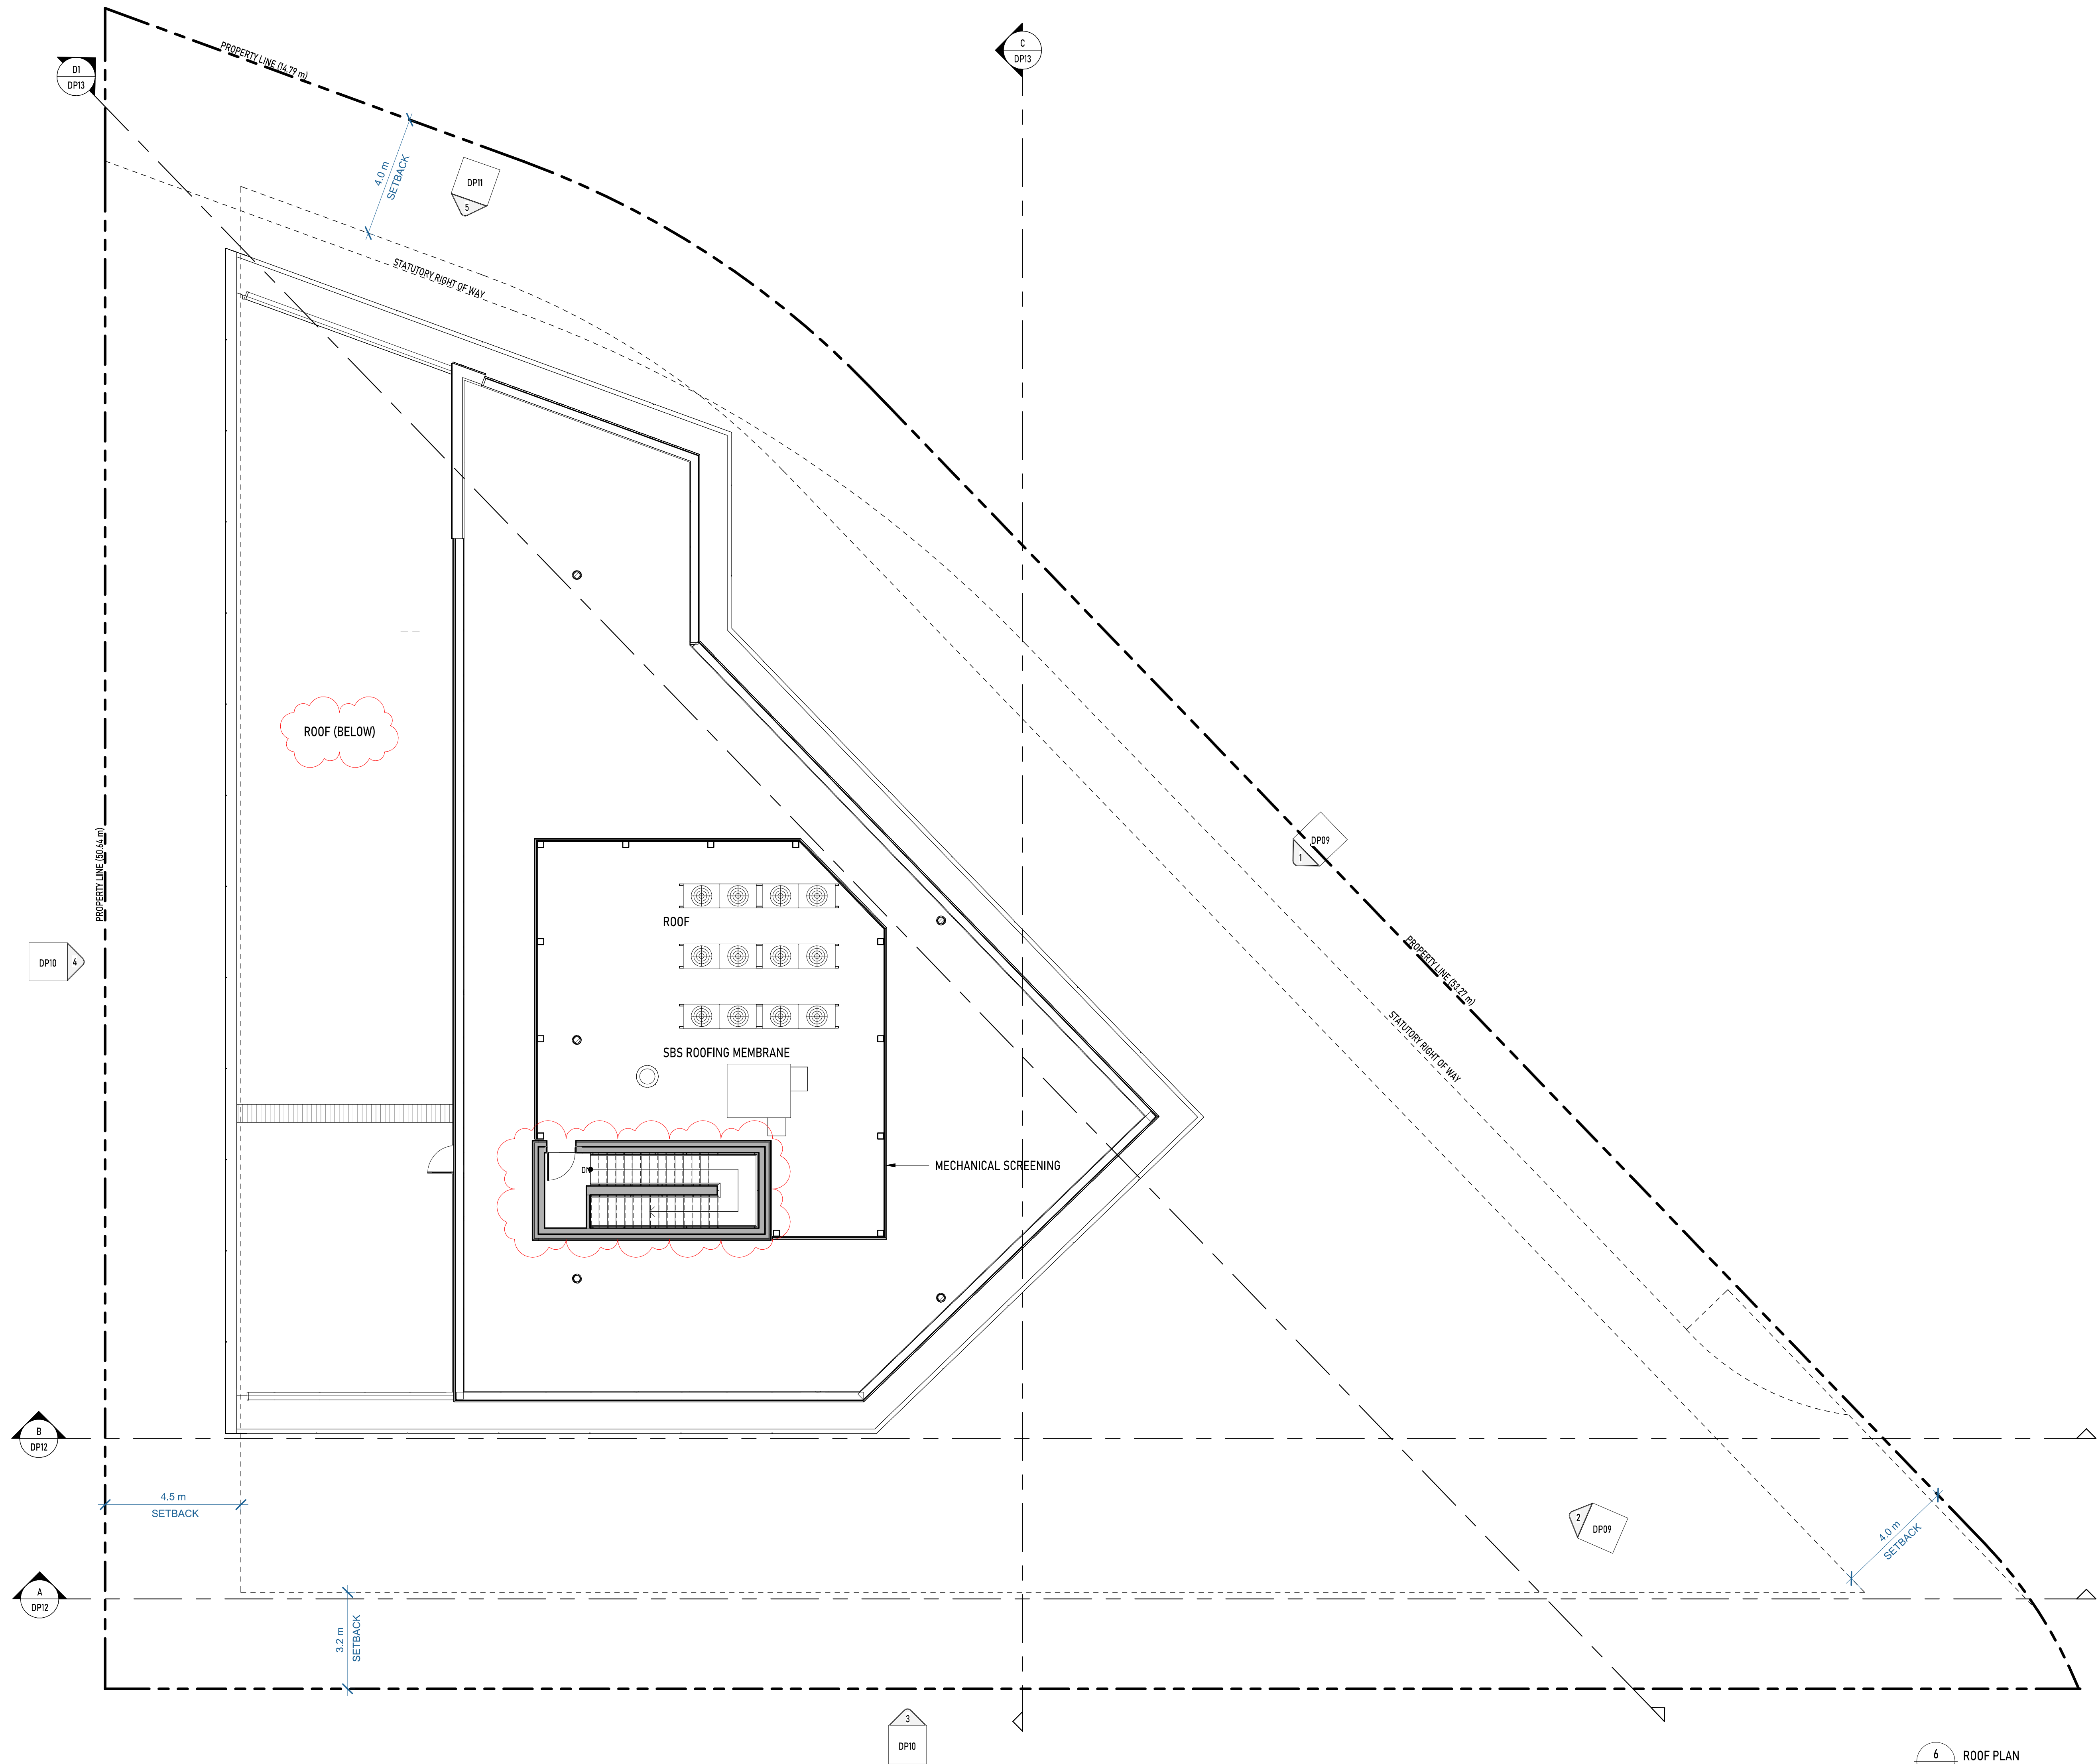 PROPERTY LINE (14.79 m)
C
DP13
D1
DP13
4.0 m
SETBACK
DP11
5
STATUTORY RIGHT OF WAY
ROOF (BELOW)
PROPERTY LINE (50.64 m)
DP09
1
ROOF
PROPERTY LINE (53.27 m)
DP10
4
STATUTORY RIGHT OF WAY
SBS ROOFING MEMBRANE
MECHANICAL SCREENING
DN
B
DP12
4.5 m
SETBACK
2
DP09
4.0 m
SETBACK
A
DP12
3.2 m
SETBACK
3
DP10
6
ROOF PLAN